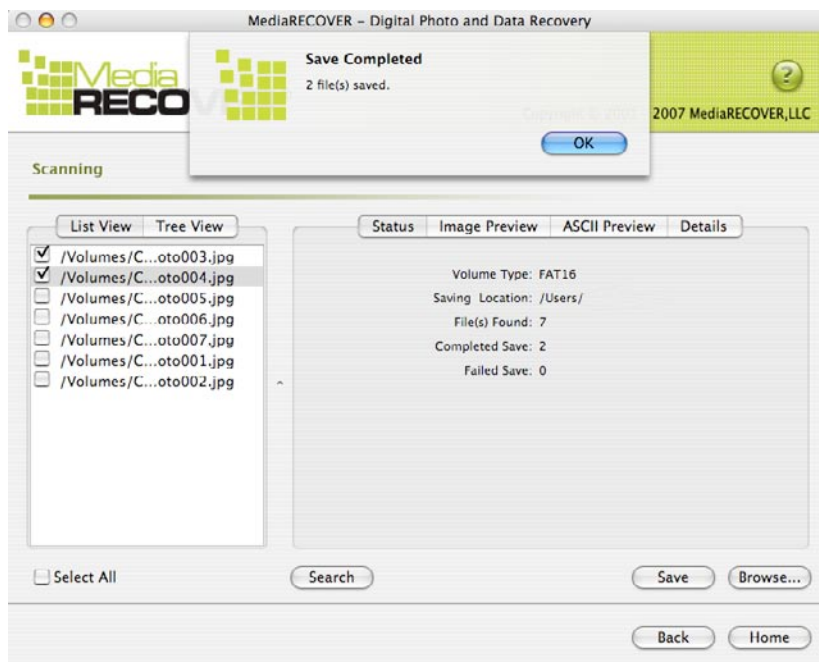 MediaRECOVER – Digital Photo and Data Recovery
Media
RECOV
Save Completed
2 file(s) saved.
OK
?
2007 MediaRECOVER,LLC
Scanning
List View Tree View
/Volumes/C...oto003.jpg
/Volumes/C...oto004.jpg
/Volumes/C...oto005.jpg
/Volumes/C...oto006.jpg
/Volumes/C...oto007.jpg
/Volumes/C...oto001.jpg
/Volumes/C...oto002.jpg
Status Image Preview ASCII Preview Details
Volume Type: FAT16
Saving Location: /Users/
File(s) Found: 7
Completed Save: 2
Failed Save: 0
Select All
Search
Save
Browse...
Back
Home